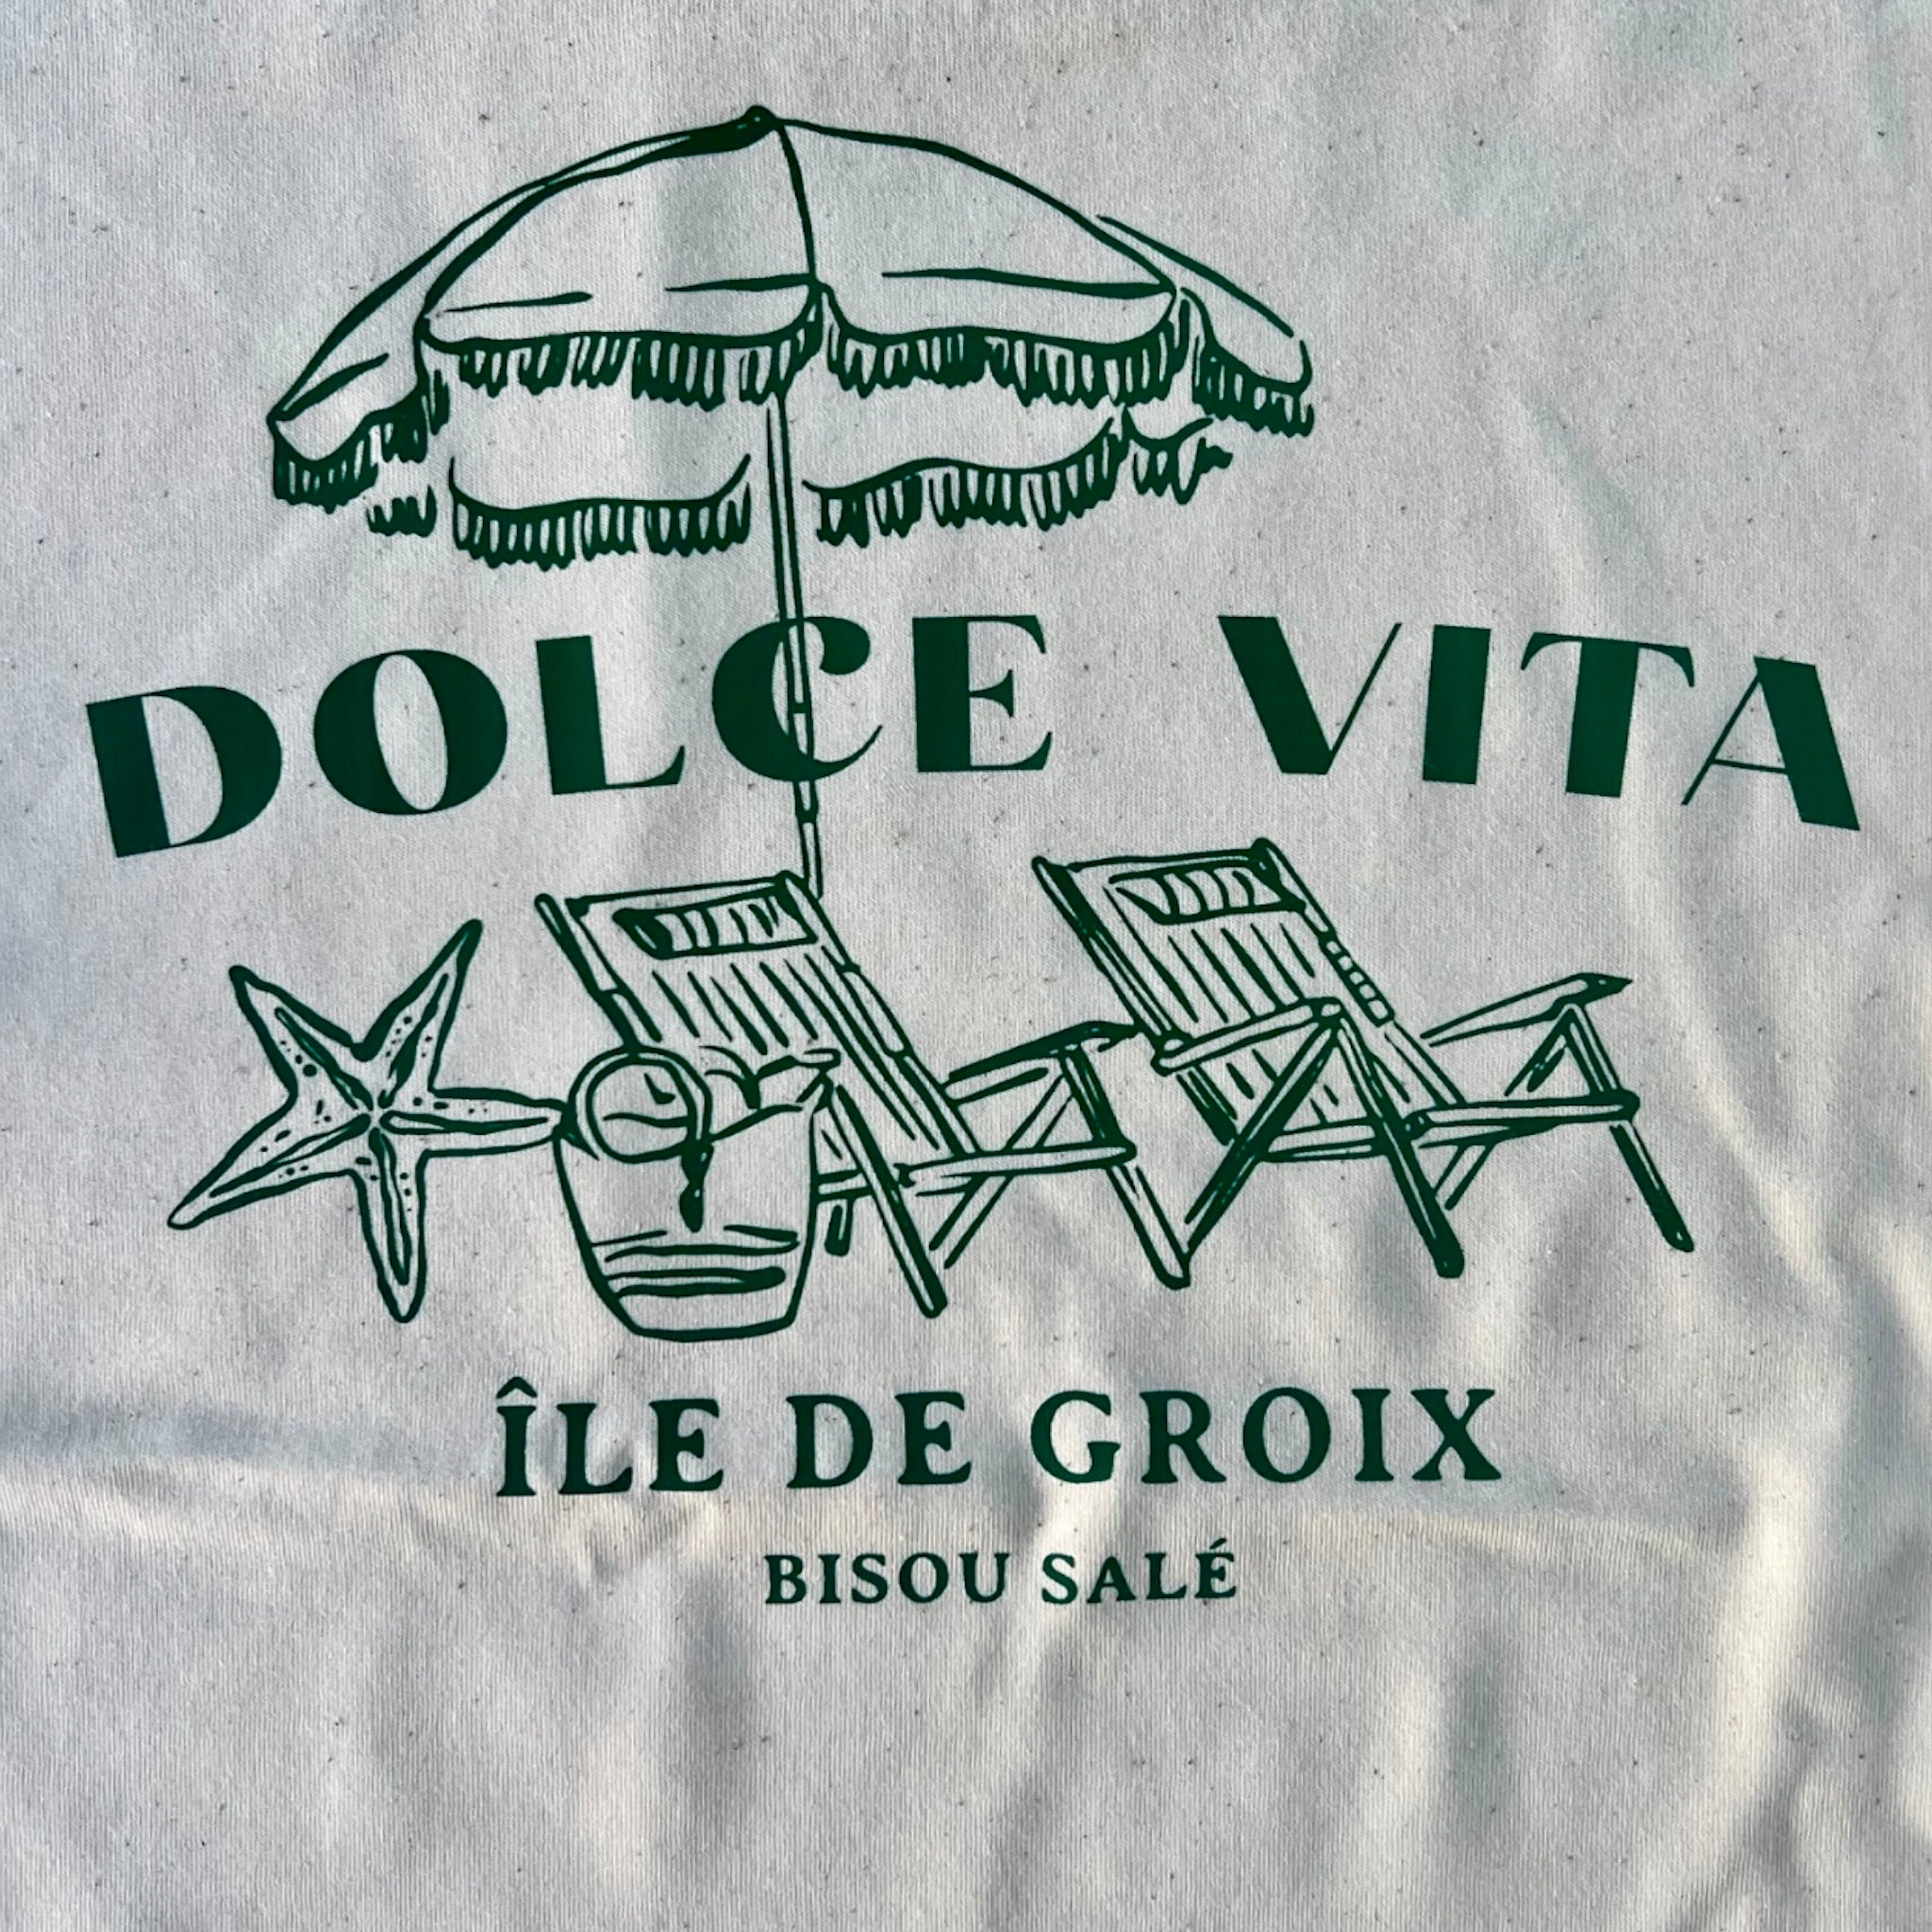 DOLCE VITA
ÎLE DE GROIX
BISOU SALÉ